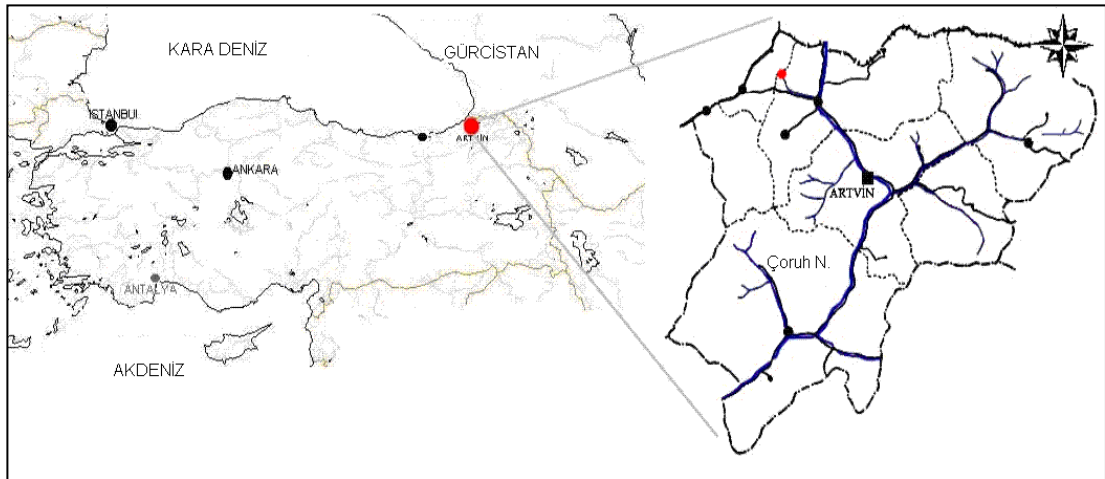 KARA DENİZ
GÜRCİSTAN
İSTANBUl
ARTVİN
ANKARA
ANTALYA
AKDENİZ
ARTVİN
Çoruh N.